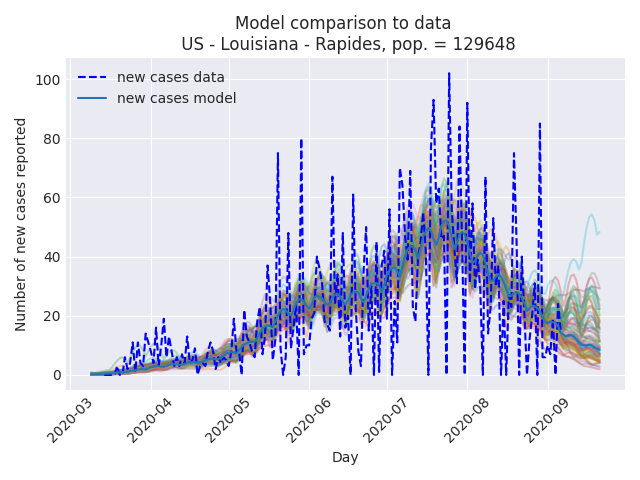 Model comparison to data
US - Louisiana - Rapides, pop. = 129648
new cases data
new cases model
Number of new cases reported
100
80
60
40
20
0
2020-03
2020-04
2020-05
2020-06
2020-07
2020-08
2020-09
Day